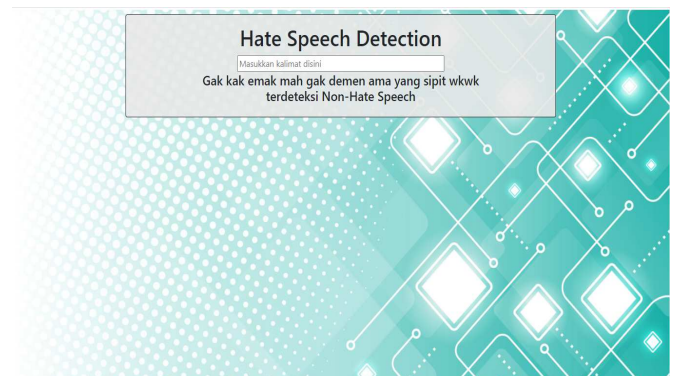 Hate Speech Detection
Masukkan kalimat disini
Gak kak emak mah gak demen ama yang sipit wkwk
terdeteksi Non-Hate Speech